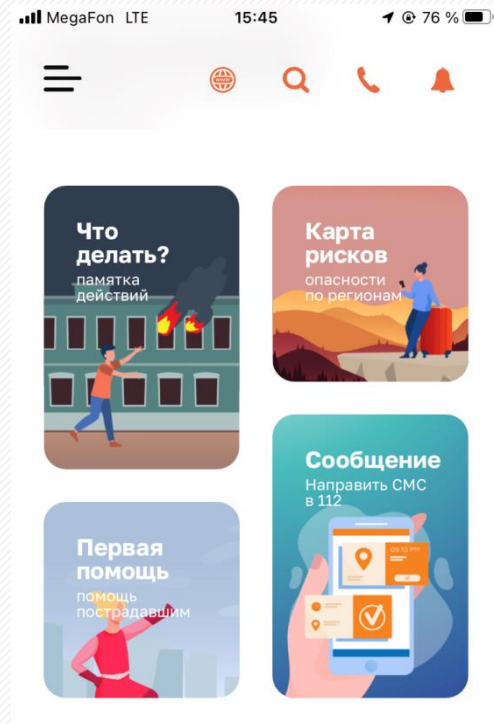 MegaFon LTE 15:45 76 %
www
Что
делать?
памятка
действий
Карта
рисков
опасности
по регионам
Первая
помощь
помощь
пострадавшим
Сообщение
Направить СМС
в 112
09:10 PM